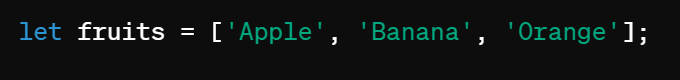 let fruits = ['Apple', 'Banana', 'Orange'];